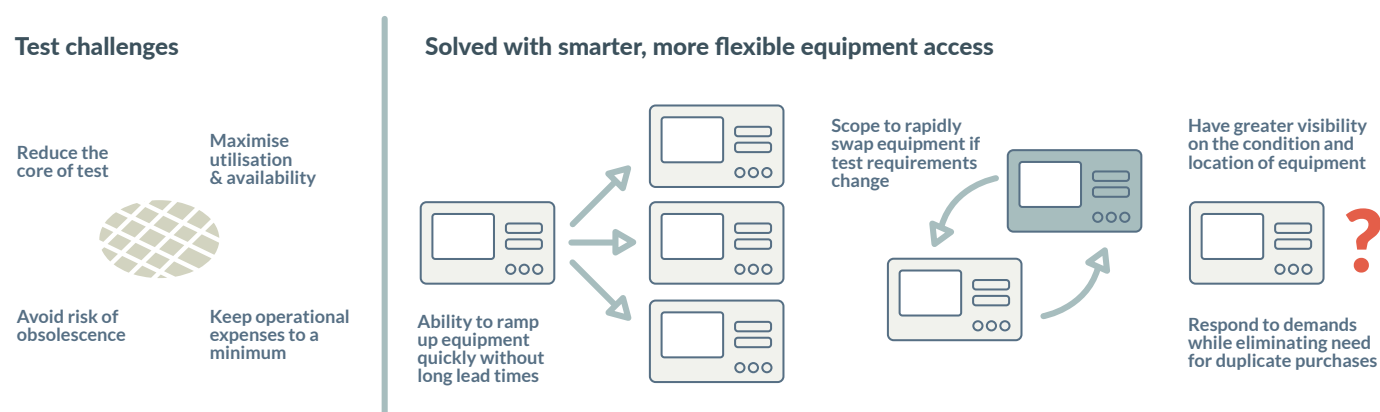 Test challenges
Reduce the
core of test
Maximise
utilisation
& availability
Avoid risk of
obsolescence
Keep operational
expenses to a
minimum
Solved with smarter, more flexible equipment access
Ability to ramp
up equipment
quickly without
long lead times
Scope to rapidly
swap equipment if
test requirements
change
Have greater visibility
on the condition and
location of equipment
?
Respond to demands
while eliminating need
for duplicate purchases